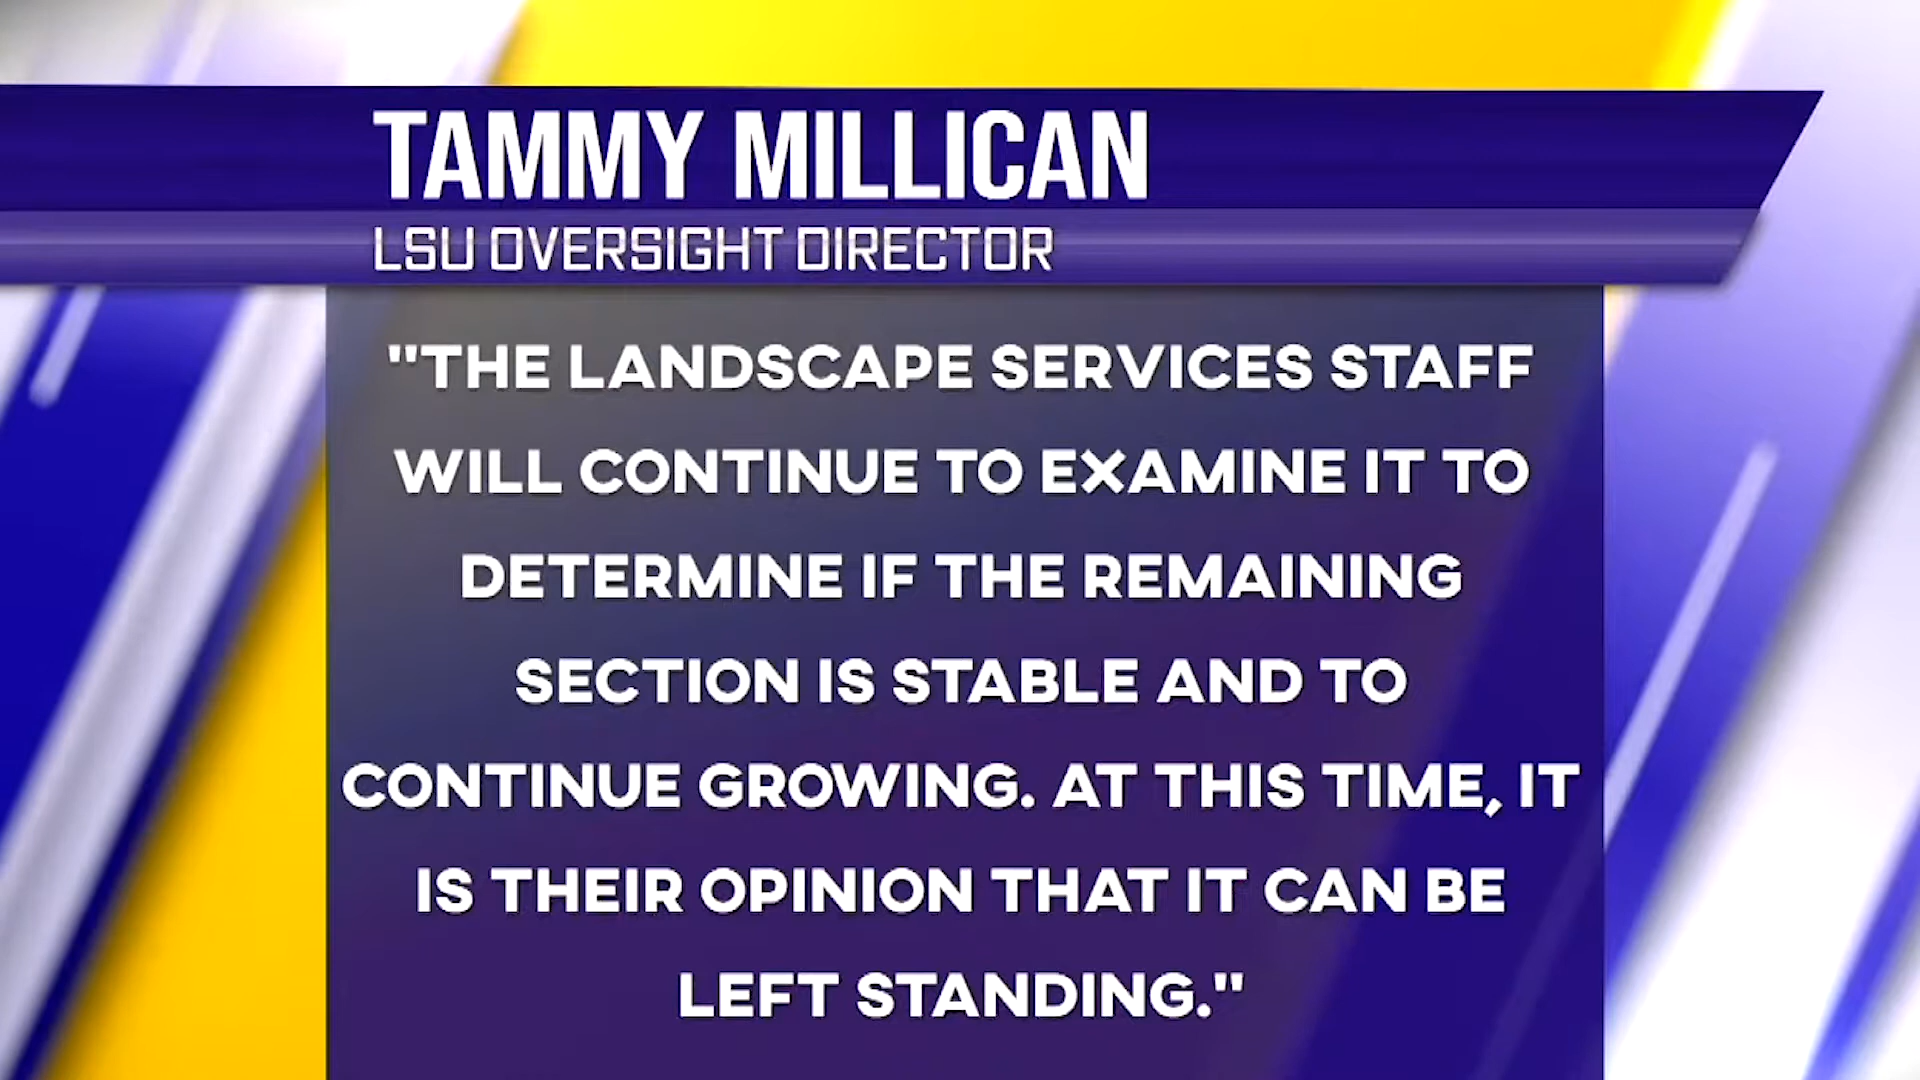 TAMMY MILLICAN
LSU OVERSIGHT DIRECTOR
"THE LANDSCAPE SERVICES STAFF
WILL CONTINUE TO EXAMINE IT TO
DETERMINE IF THE REMAINING
SECTION IS STABLE AND TO
CONTINUE GROWING. AT THIS TIME, IT
IS THEIR OPINION THAT IT CAN BE
LEFT STANDING."